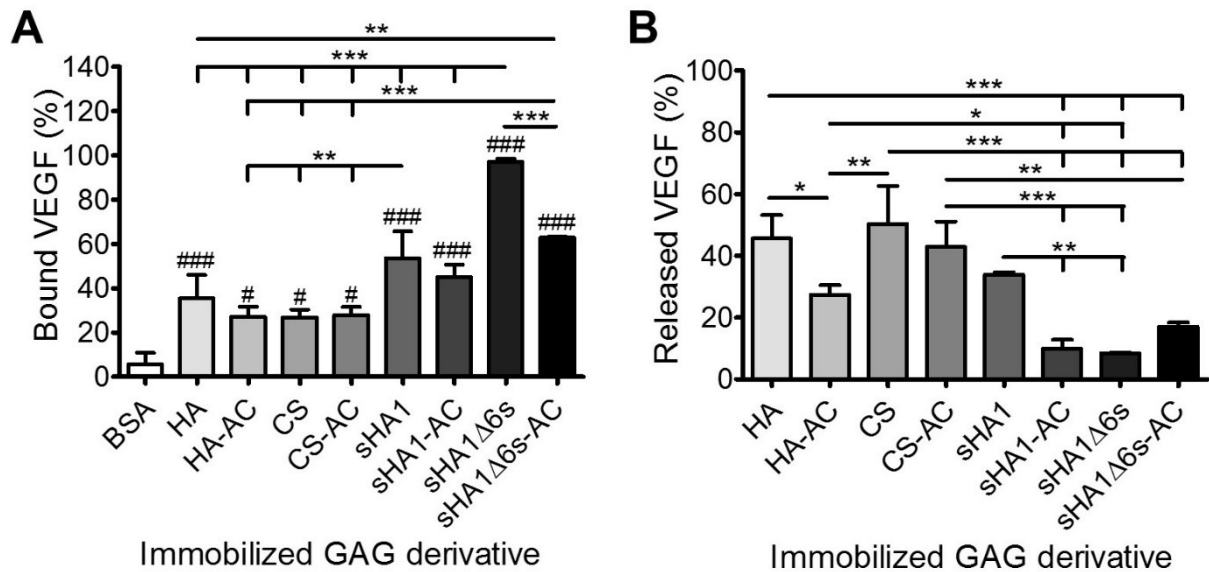 A
Bound VEGF (%)
140
120
100
80
60
40
20
0
**
***
***
***
**
###
#
#
#
###
###
###
###
BSA
HA
HA-AC
CS
CS-AC
sHA1
sHA1-AC
sHA1Δ6s
sHA1Δ6s-AC
Immobilized GAG derivative
B
Released VEGF (%)
100
80
60
40
20
0
***
*
***
**
**
*
***
**
HA
HA-AC
CS
CS-AC
sHA1
sHA1-AC
sHA1Δ6s
sHA1Δ6s-AC
Immobilized GAG derivative